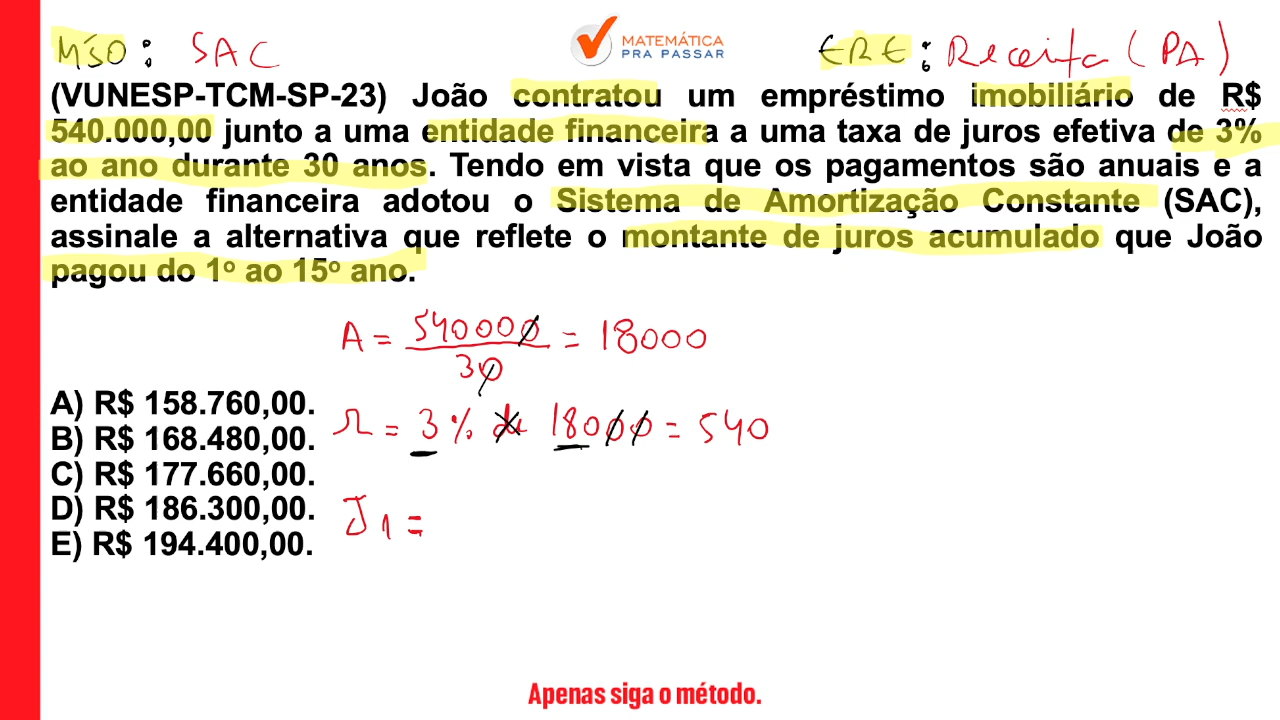 MÍSO : SAC
MATEMÁTICA
PRA PASSAR
ERE : Receita (PA)
(VUNESP-TCM-SP-23) João contratou um empréstimo imobiliário de R$
540.000,00 junto a uma entidade financeira a uma taxa de juros efetiva de 3%
ao ano durante 30 anos. Tendo em vista que os pagamentos são anuais e a
entidade financeira adotou o Sistema de Amortização Constante (SAC),
assinale a alternativa que reflete o montante de juros acumulado que João
pagou do 1º ao 15º ano.
A = 540000 / 30 = 18000
A) R$ 158.760,00.
B) R$ 168.480,00.
r = 3% de 18000 = 540
C) R$ 177.660,00.
D) R$ 186.300,00.
J1 =
E) R$ 194.400,00.
Apenas siga o método.